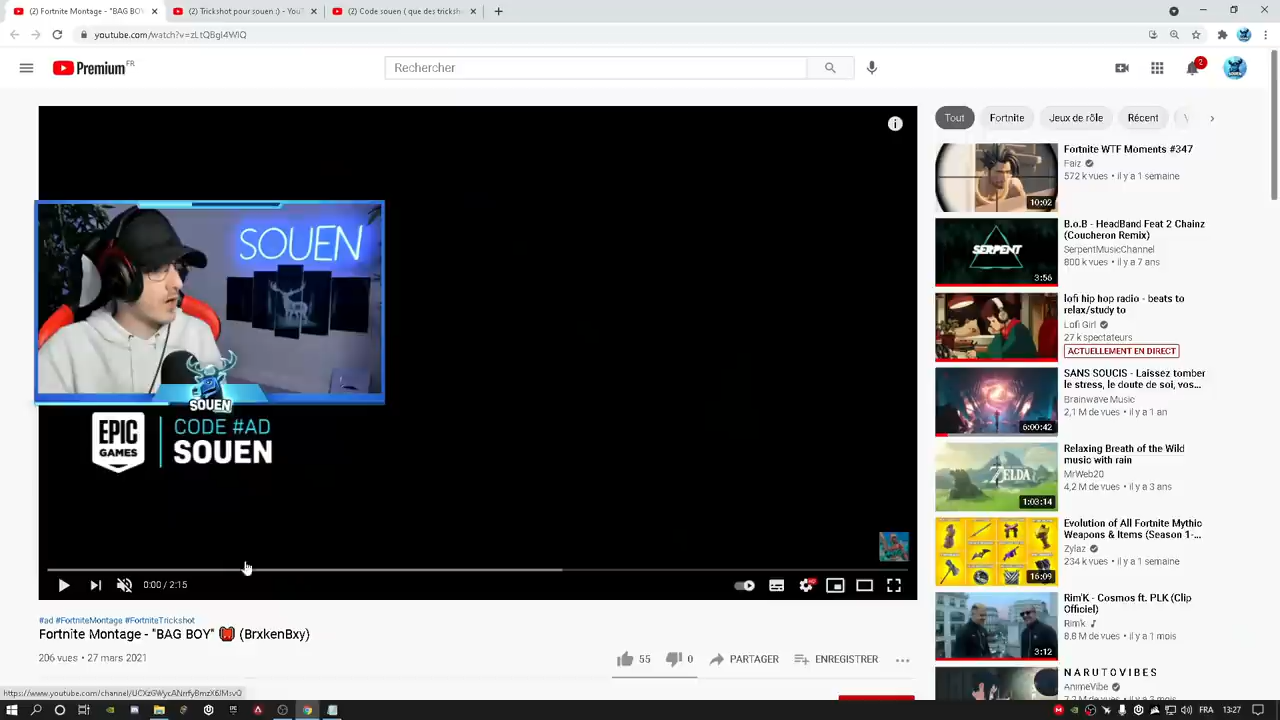 (2) Fortnite Montage - "BAG BOY"
(2) Trickshot pour souen :) - YouT
(2) Code souen ( que des tricksh
youtube.com/watch?v=zLtQBgI4WIQ
Premium FR
Rechercher
2
SOUEN
SOUEN
EPIC GAMES
CODE #AD
SOUEN
0:00 / 2:15
#ad #FortniteMontage #FortniteTrickshot
Fortnite Montage - "BAG BOY" (BrxkenBxy)
206 vues • 27 mars 2021
55
0
PARTAGER
ENREGISTRER
Tout
Fortnite
Jeux de rôle
Récent
10:02
Fortnite WTF Moments #347
Faiz
572 k vues • il y a 1 semaine
SERPENT
3:56
B.o.B - HeadBand Feat 2 Chainz
(Coucheron Remix)
SerpentMusicChannel
800 k vues • il y a 7 ans
lofi hip hop radio - beats to
relax/study to
Lofi Girl
27 k spectateurs
ACTUELLEMENT EN DIRECT
6:00:42
SANS SOUCIS - Laissez tomber
le stress, le doute de soi, vos...
Brainwave Music
2,1 M de vues • il y a 1 an
ZELDA
1:03:14
Relaxing Breath of the Wild
music with rain
MrWeb20
4,2 M de vues • il y a 3 ans
16:09
Evolution of All Fortnite Mythic
Weapons & Items (Season 1-...
Zylaz
234 k vues • il y a 1 semaine
3:12
Rim'K - Cosmos ft. PLK (Clip
Officiel)
Rim'k
8,8 M de vues • il y a 1 mois
N A R U T O V I B E S
AnimeVibe
FRA
13:27